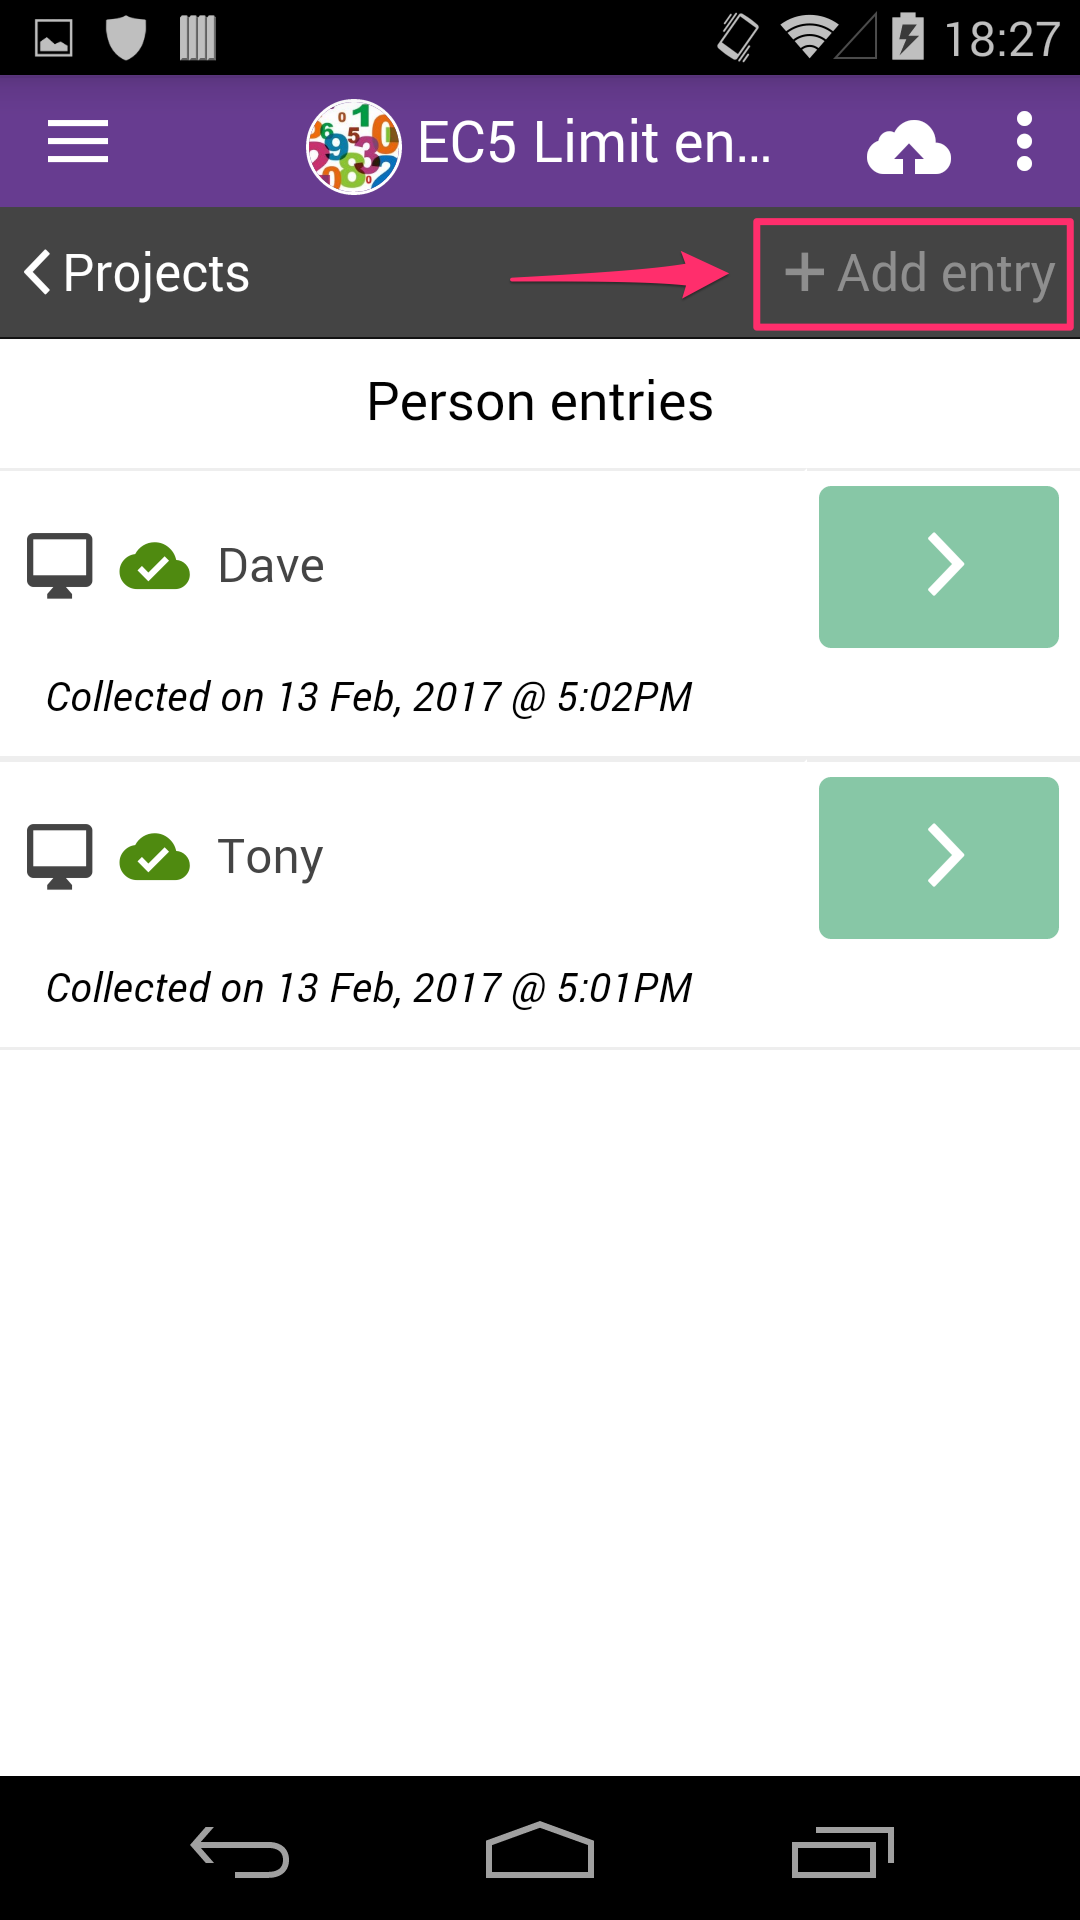 18:27
EC5 Limit en...
Projects
+ Add entry
Person entries
Dave
Collected on 13 Feb, 2017 @ 5:02PM
Tony
Collected on 13 Feb, 2017 @ 5:01PM